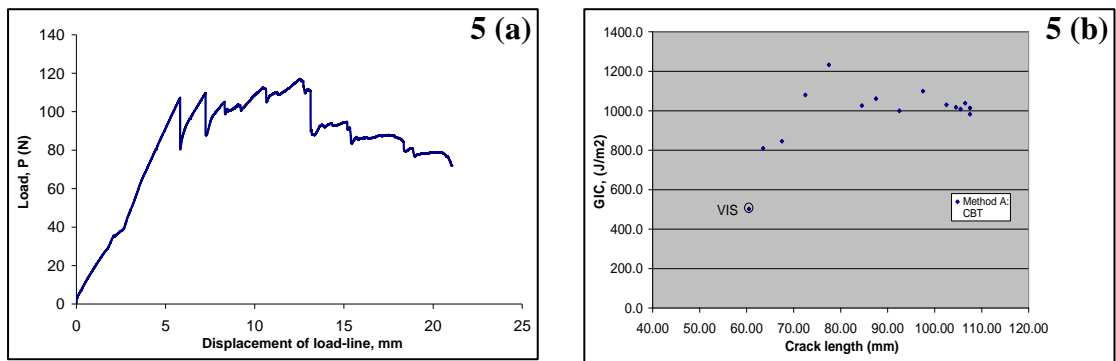 5 (a)
140
120
100
80
60
40
20
0
Load, P (N)
0 5 10 15 20 25
Displacement of load-line, mm
5 (b)
1400.0
1200.0
1000.0
800.0
600.0
400.0
200.0
0.0
GIC, (J/m2)
VIS
Method A:
CBT
40.00 50.00 60.00 70.00 80.00 90.00 100.00 110.00 120.00
Crack length (mm)